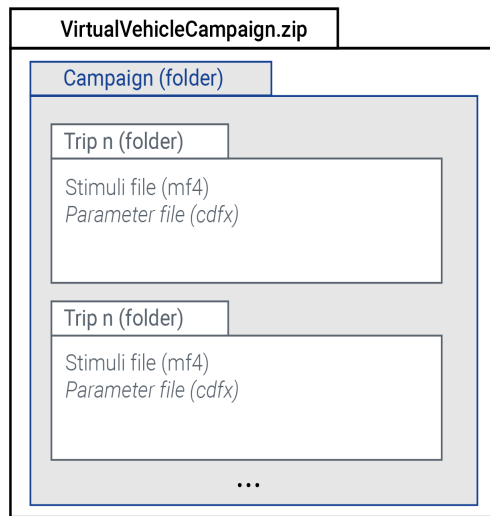 VirtualVehicleCampaign.zip
Campaign (folder)
Trip n (folder)
Stimuli file (mf4)
Parameter file (cdfx)
Trip n (folder)
Stimuli file (mf4)
Parameter file (cdfx)
...